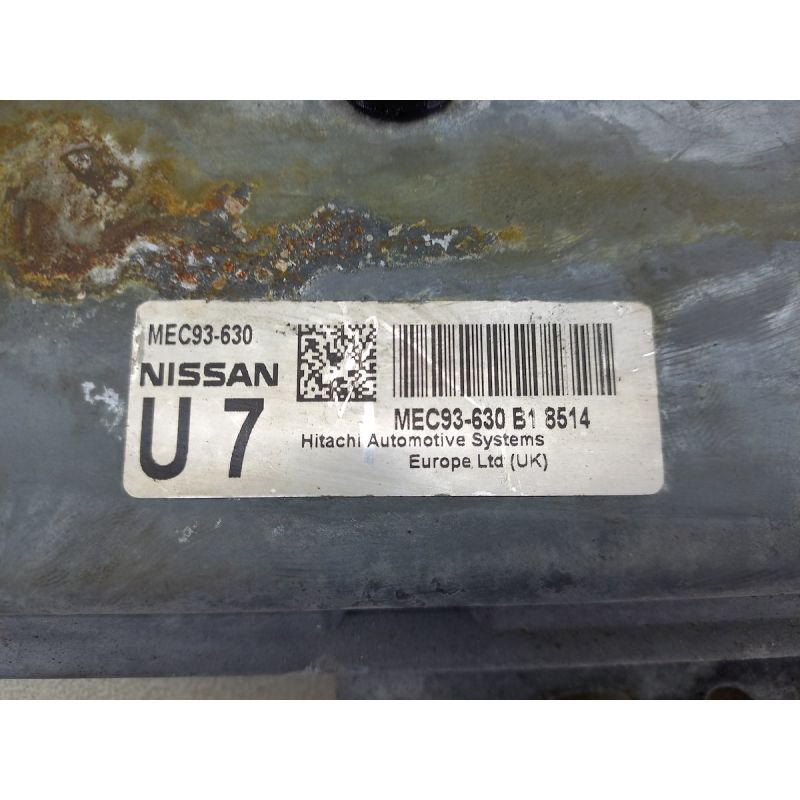 MEC93-630
NISSAN
U 7
MEC93-630 B1 8514
Hitachi Automotive Systems
Europe Ltd (UK)